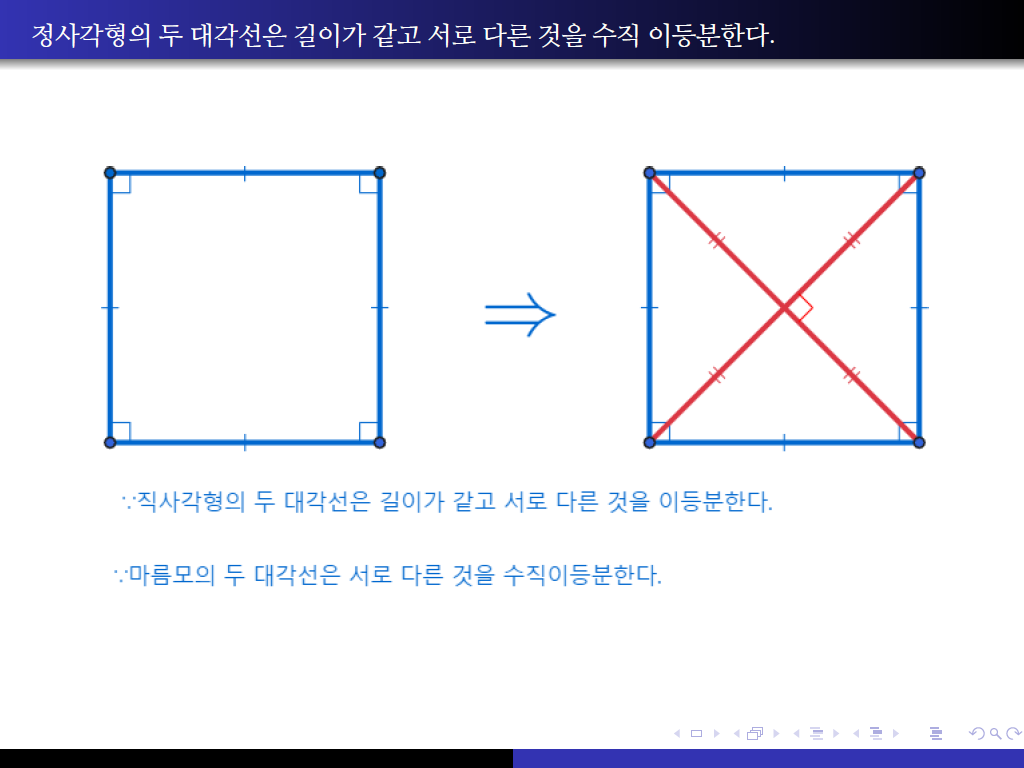 정사각형의 두 대각선은 길이가 같고 서로 다른 것을 수직 이등분한다.
⇒
∵직사각형의 두 대각선은 길이가 같고 서로 다른 것을 이등분한다.
∵마름모의 두 대각선은 서로 다른 것을 수직이등분한다.